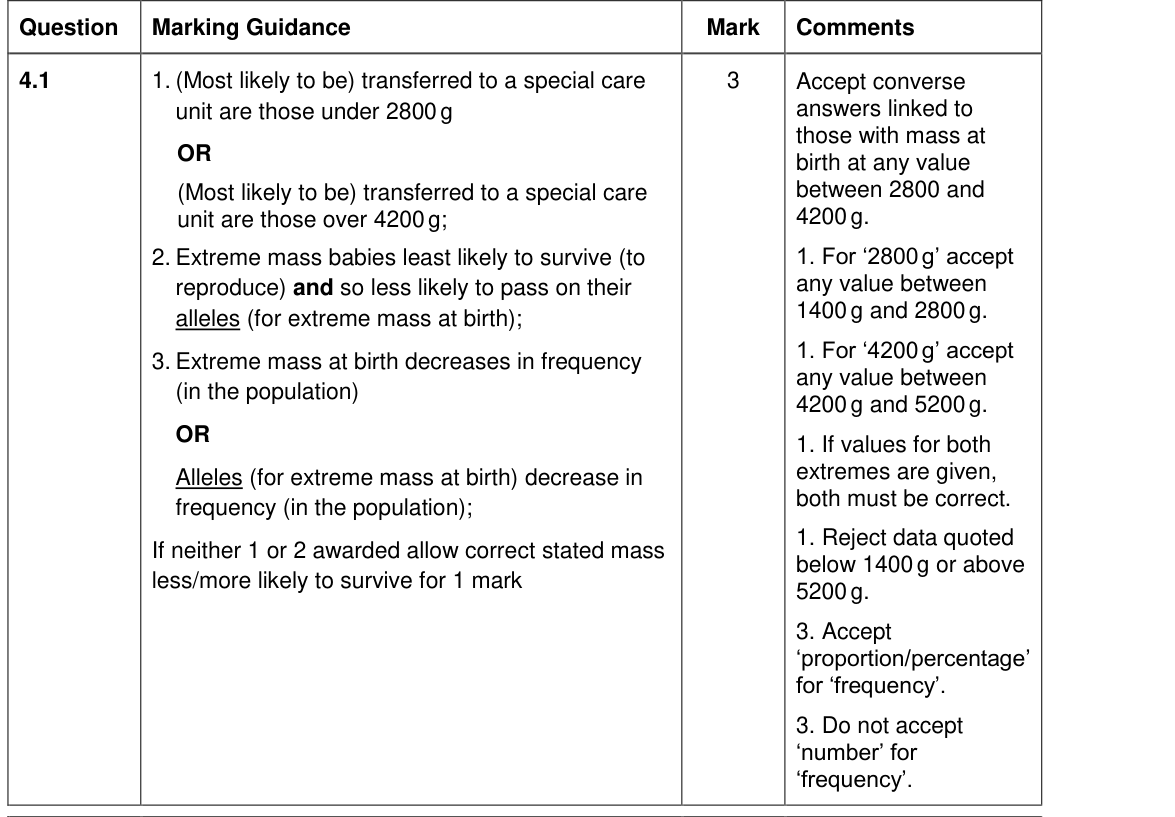 Question Marking Guidance Mark Comments
4.1
1. (Most likely to be) transferred to a special care
unit are those under 2800 g
OR
(Most likely to be) transferred to a special care
unit are those over 4200 g;
2. Extreme mass babies least likely to survive (to
reproduce) and so less likely to pass on their
alleles (for extreme mass at birth);
3. Extreme mass at birth decreases in frequency
(in the population)
OR
Alleles (for extreme mass at birth) decrease in
frequency (in the population);
If neither 1 or 2 awarded allow correct stated mass
less/more likely to survive for 1 mark
3
Accept converse
answers linked to
those with mass at
birth at any value
between 2800 and
4200 g.
1. For ‘2800 g’ accept
any value between
1400 g and 2800 g.
1. For ‘4200 g’ accept
any value between
4200 g and 5200 g.
1. If values for both
extremes are given,
both must be correct.
1. Reject data quoted
below 1400 g or above
5200 g.
3. Accept
‘proportion/percentage’
for ‘frequency’.
3. Do not accept
‘number’ for
‘frequency’.